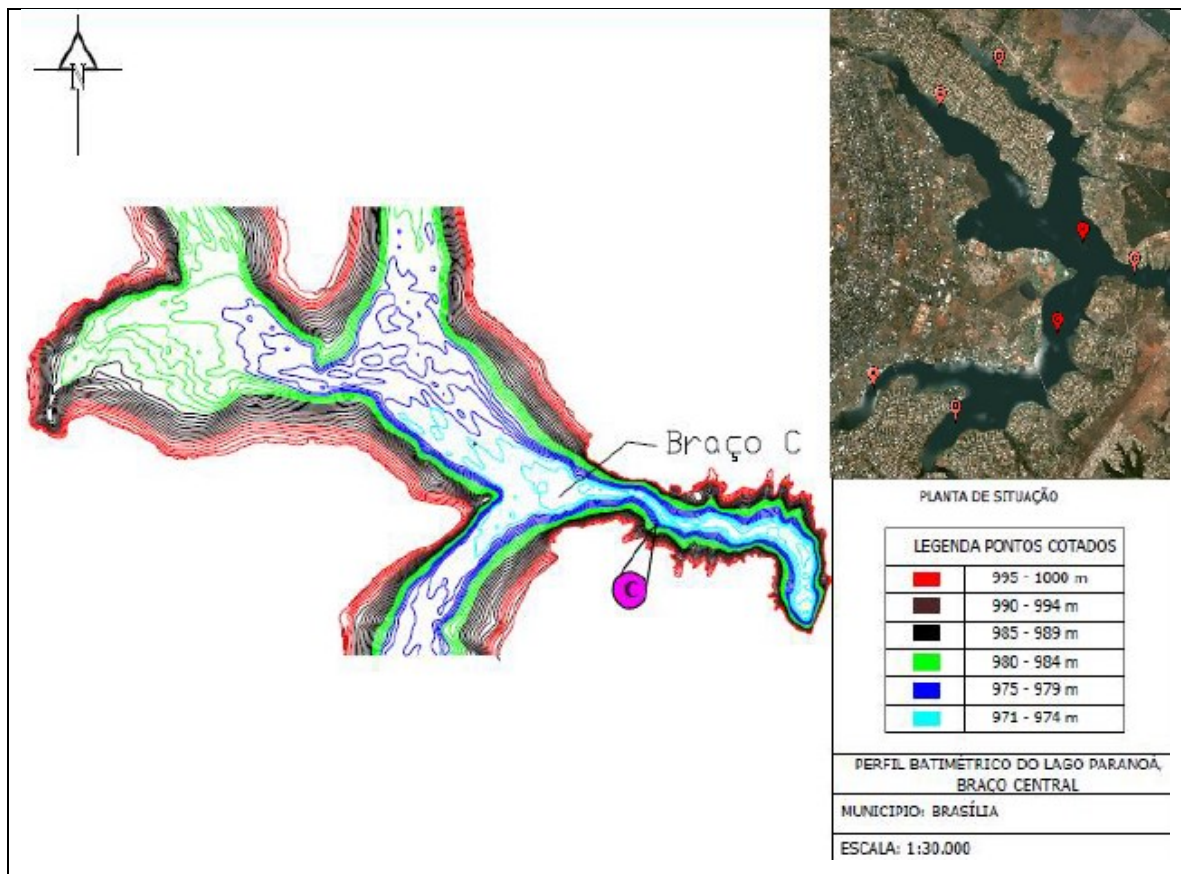 N
Braço C
C
PLANTA DE SITUAÇÃO
LEGENDA PONTOS COTADOS
995 - 1000 m
990 - 994 m
985 - 989 m
980 - 984 m
975 - 979 m
971 - 974 m
PERFIL BATIMÉTRICO DO LAGO PARANOÁ,
BRAÇO CENTRAL
MUNICIPIO: BRASÍLIA
ESCALA: 1:30.000